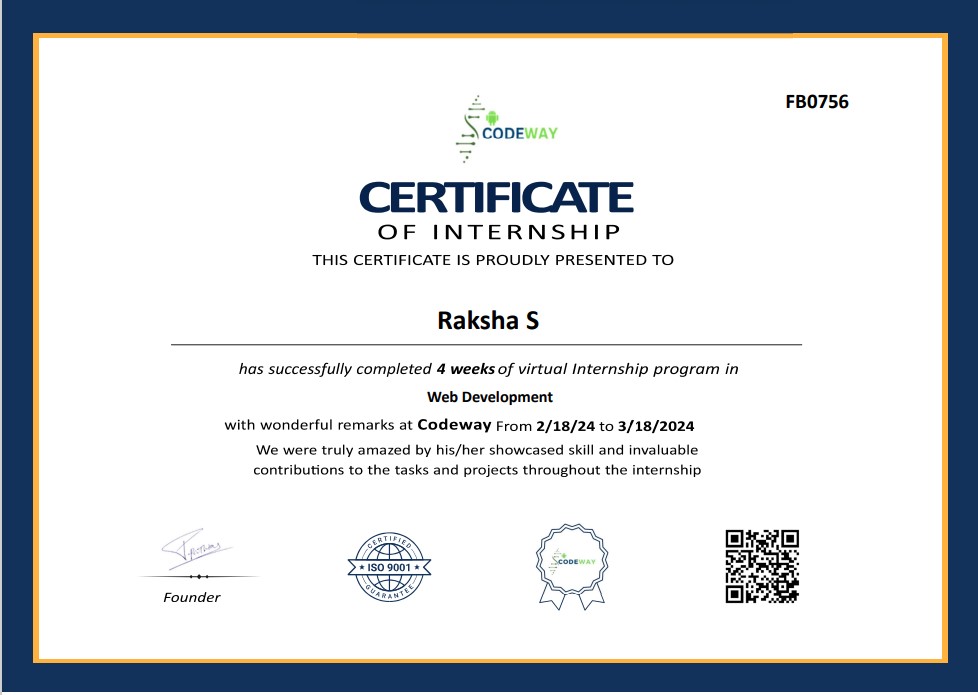 FB0756
CODEWAY
CERTIFICATE
OF INTERNSHIP
THIS CERTIFICATE IS PROUDLY PRESENTED TO
Raksha S
has successfully completed 4 weeks of virtual Internship program in
Web Development
with wonderful remarks at Codeway From 2/18/24 to 3/18/2024
We were truly amazed by his/her showcased skill and invaluable
contributions to the tasks and projects throughout the internship
Founder
CERTIFIED
ISO 9001
GUARANTEE
CODEWAY